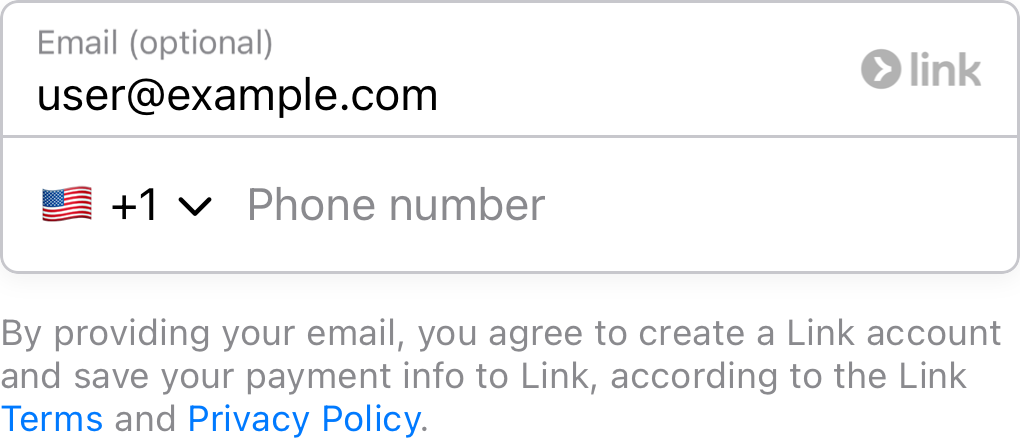 Email (optional)
user@example.com
link
+1 Phone number
By providing your email, you agree to create a Link account
and save your payment info to Link, according to the Link
Terms and Privacy Policy.